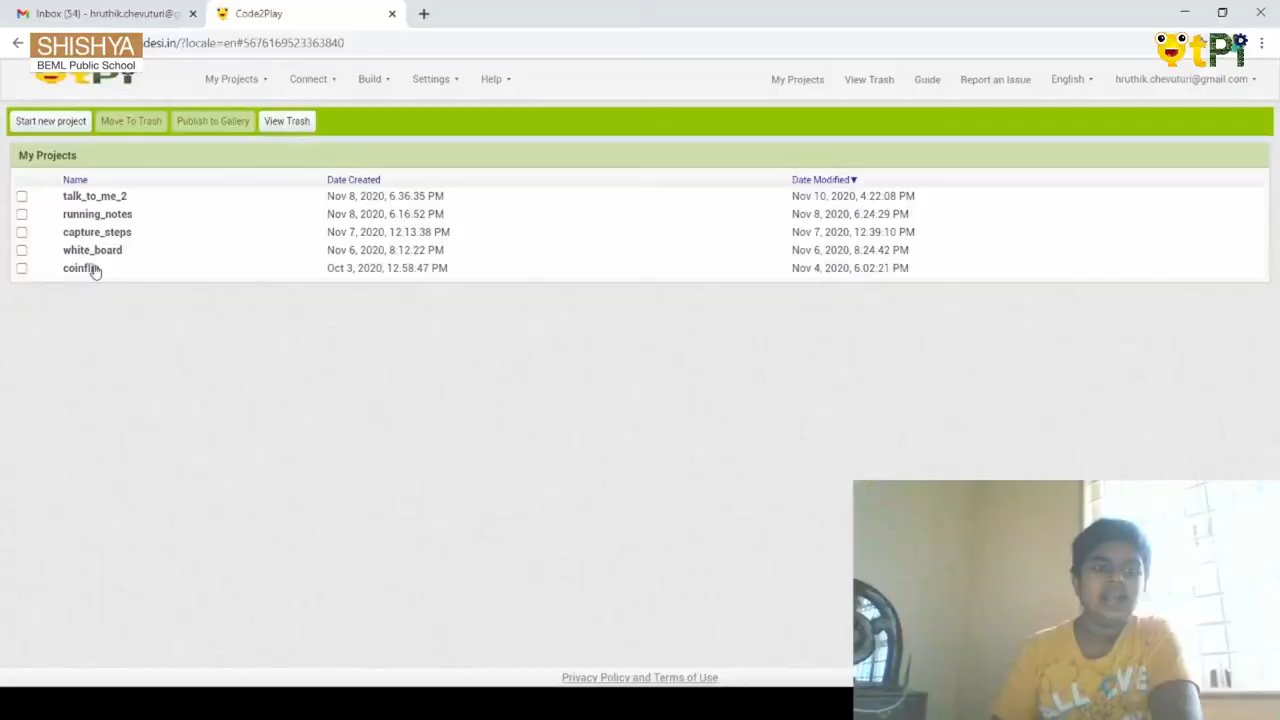 Inbox (54) - hruthik.chevuturi@g
Code2Play
SHISHYA
BEML Public School
desi.in/?locale=en#5676169523363840
OtPi
My Projects Connect Build Settings Help My Projects View Trash Guide Report an Issue English hruthik.chevuturi@gmail.com
Start new project Move To Trash Publish to Gallery View Trash
My Projects
Name Date Created Date Modified▼
talk_to_me_2 Nov 8, 2020, 6.36.35 PM Nov 10, 2020, 4.22.08 PM
running_notes Nov 8, 2020, 6.16.52 PM Nov 8, 2020, 6.24.29 PM
capture_steps Nov 7, 2020, 12.13.38 PM Nov 7, 2020, 12.39.10 PM
white_board Nov 6, 2020, 8.12.22 PM Nov 6, 2020, 8.24.42 PM
Oct 3, 2020, 12.58.47 PM Nov 4, 2020, 6.02.21 PM
Privacy Policy and Terms of Use
ALL